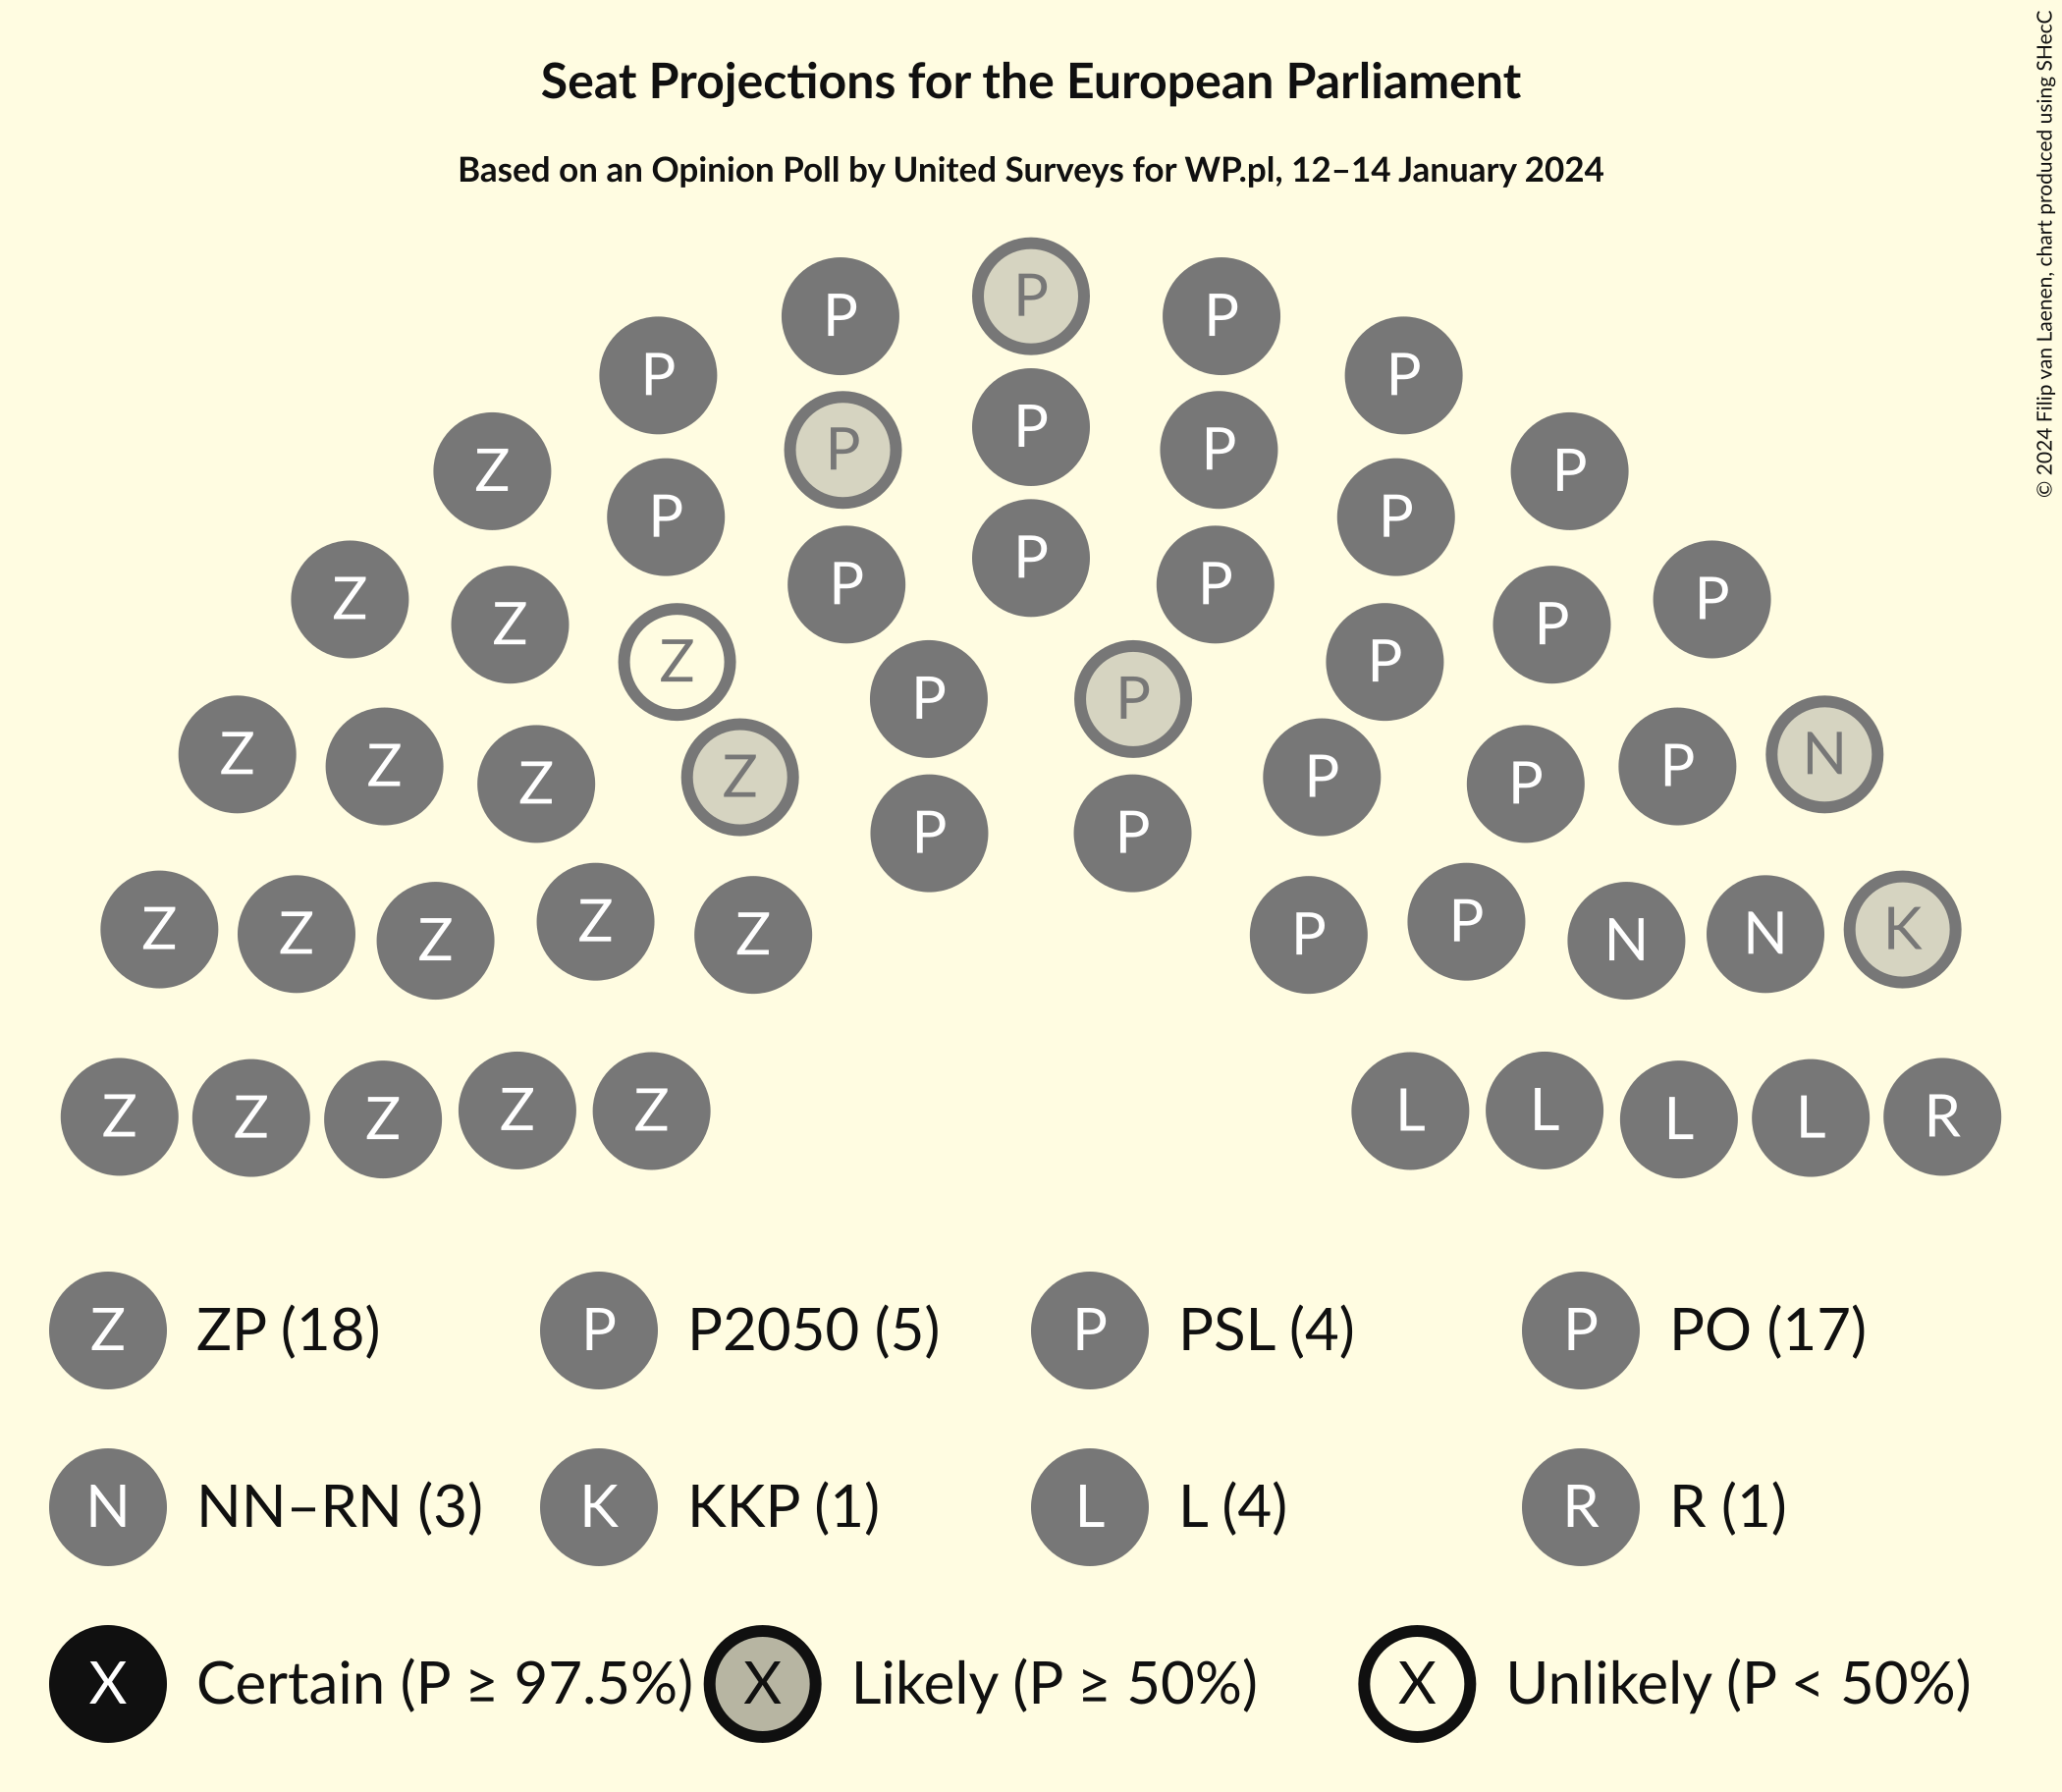 Seat Projections for the European Parliament
Based on an Opinion Poll by United Surveys for WP.pl, 12–14 January 2024
© 2024 Filip van Laenen, chart produced using SHecC
P
P P
P P
P
P P
Z P
P P
P
P P
Z P
Z P
Z P
Z P
P P
Z N
Z P
Z P
Z P
P P
Z K
Z N
Z N
Z P
Z P
Z Z Z Z Z L L L L R
Z ZP (18) P P2050 (5) P PSL (4) P PO (17)
N NN–RN (3) K KKP (1) L L (4) R R (1)
X Certain (P ≥ 97.5%) X Likely (P ≥ 50%) X Unlikely (P < 50%)